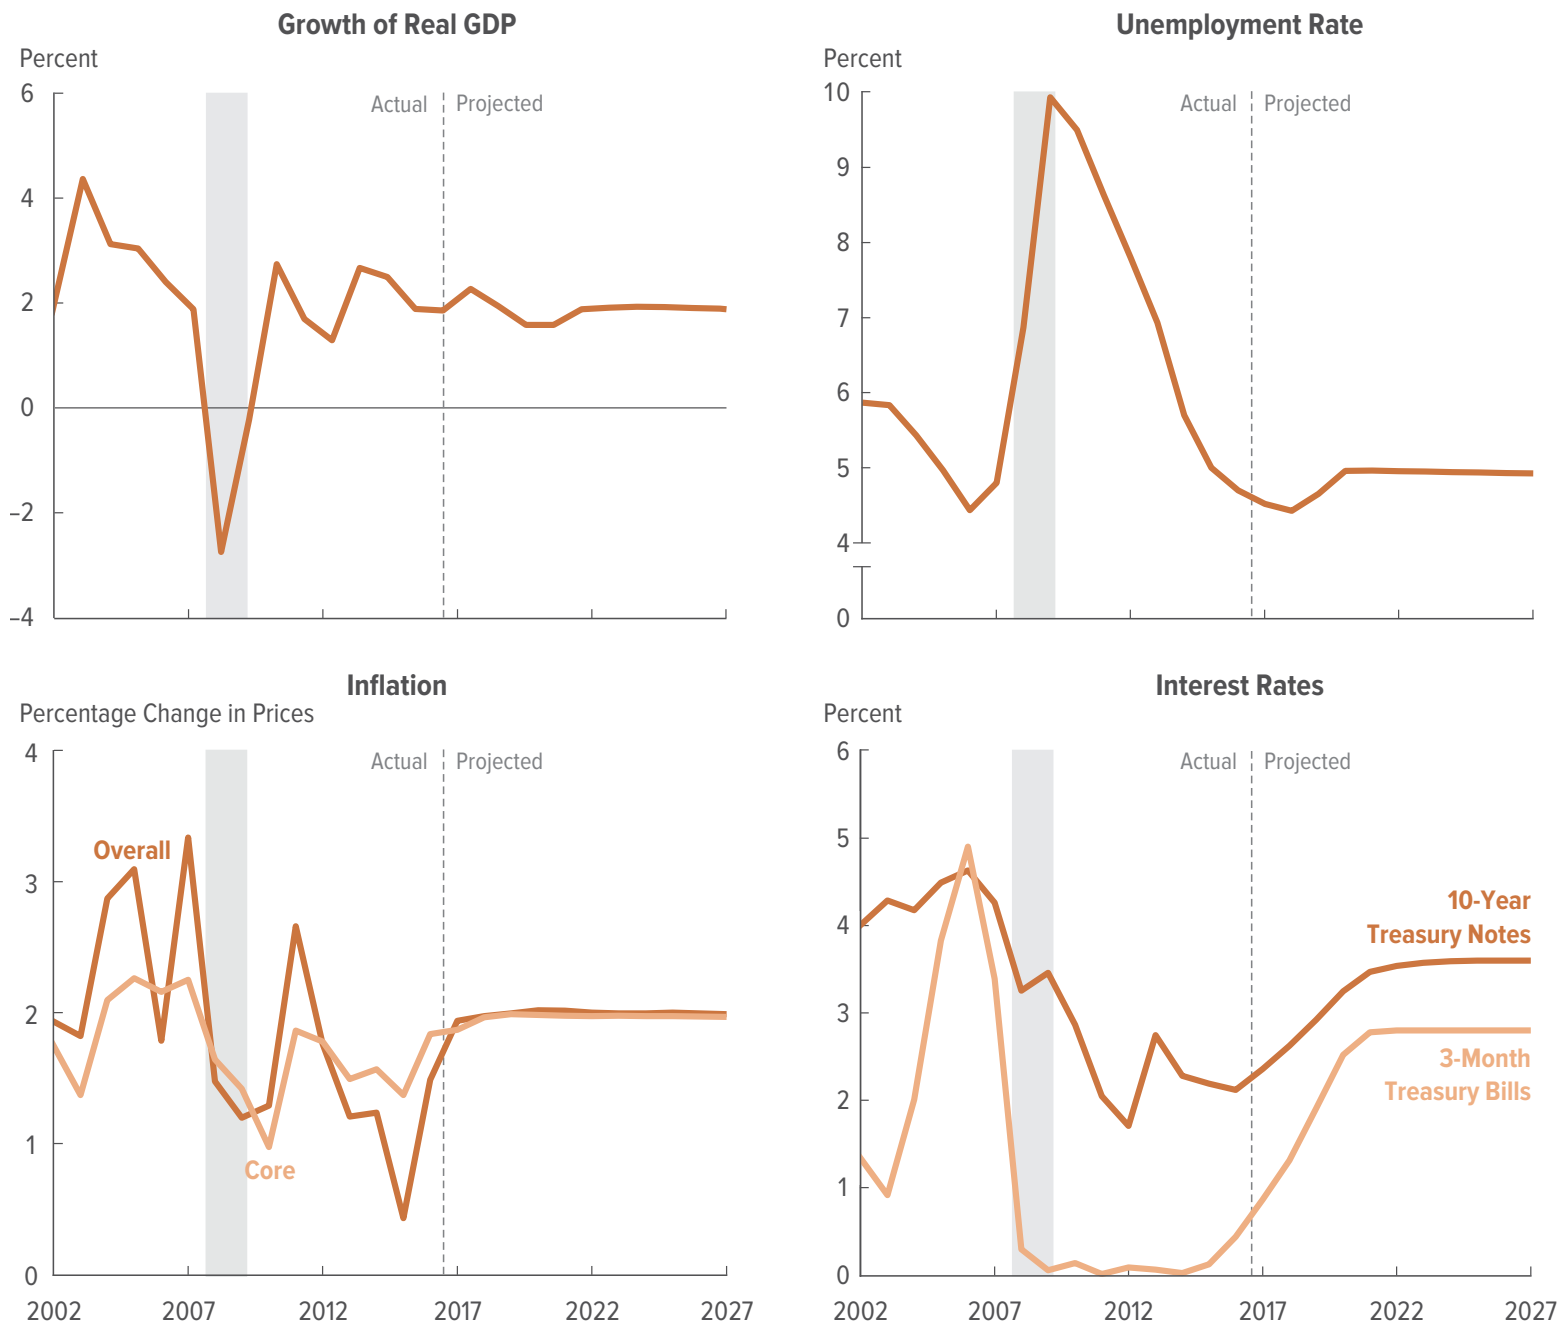 Growth of Real GDP
Percent
6
4
2
0
–2
–4
Actual
Projected
Unemployment Rate
Percent
10
9
8
7
6
5
4
0
Actual
Projected
Inflation
Percentage Change in Prices
4
3
2
1
0
Actual
Projected
Overall
Core
2002 2007 2012 2017 2022 2027
Interest Rates
Percent
6
5
4
3
2
1
0
Actual
Projected
10-Year
Treasury Notes
3-Month
Treasury Bills
2002 2007 2012 2017 2022 2027